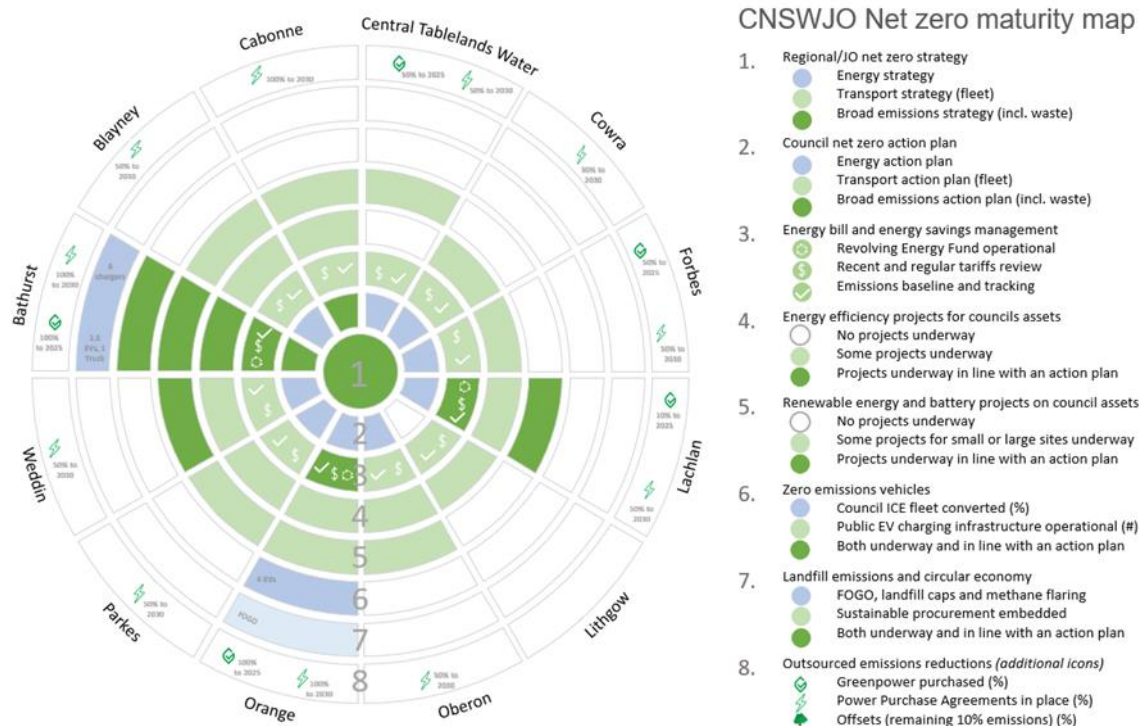 CNSWJO Net zero maturity map
1. Regional/JO net zero strategy
Energy strategy
Transport strategy (fleet)
Broad emissions strategy (incl. waste)
2. Council net zero action plan
Energy action plan
Transport action plan (fleet)
Broad emissions action plan (incl. waste)
3. Energy bill and energy savings management
Revolving Energy Fund operational
Recent and regular tariffs review
Emissions baseline and tracking
4. Energy efficiency projects for councils assets
No projects underway
Some projects underway
Projects underway in line with an action plan
5. Renewable energy and battery projects on council assets
No projects underway
Some projects for small or large sites underway
Projects underway in line with an action plan
6. Zero emissions vehicles
Council ICE fleet converted (%)
Public EV charging infrastructure operational (#)
Both underway and in line with an action plan
7. Landfill emissions and circular economy
FOGO, landfill caps and methane flaring
Sustainable procurement embedded
Both underway and in line with an action plan
8. Outsourced emissions reductions (additional icons)
Greenpower purchased (%)
Power Purchase Agreements in place (%)
Offsets (remaining 10% emissions) (%)
Cabonne
100% to 2030
Central Tablelands Water
50% to 2030
Cowra
Forbes
50% to
2025
50% to
2030
Lachlan
10% to
2025
50% to
2030
Lithgow
Oberon
50% to
2030
Orange
100%
to 2025
100%
to 2030
Parkes
50% to
2030
Weddin
50% to
2030
Bathurst
100%
to 2030
100%
to 2025
6
chargers
EVs, 1
Truck
Blayney
50% to
2030
1
2
3
4
5
6
7
8
FOGO